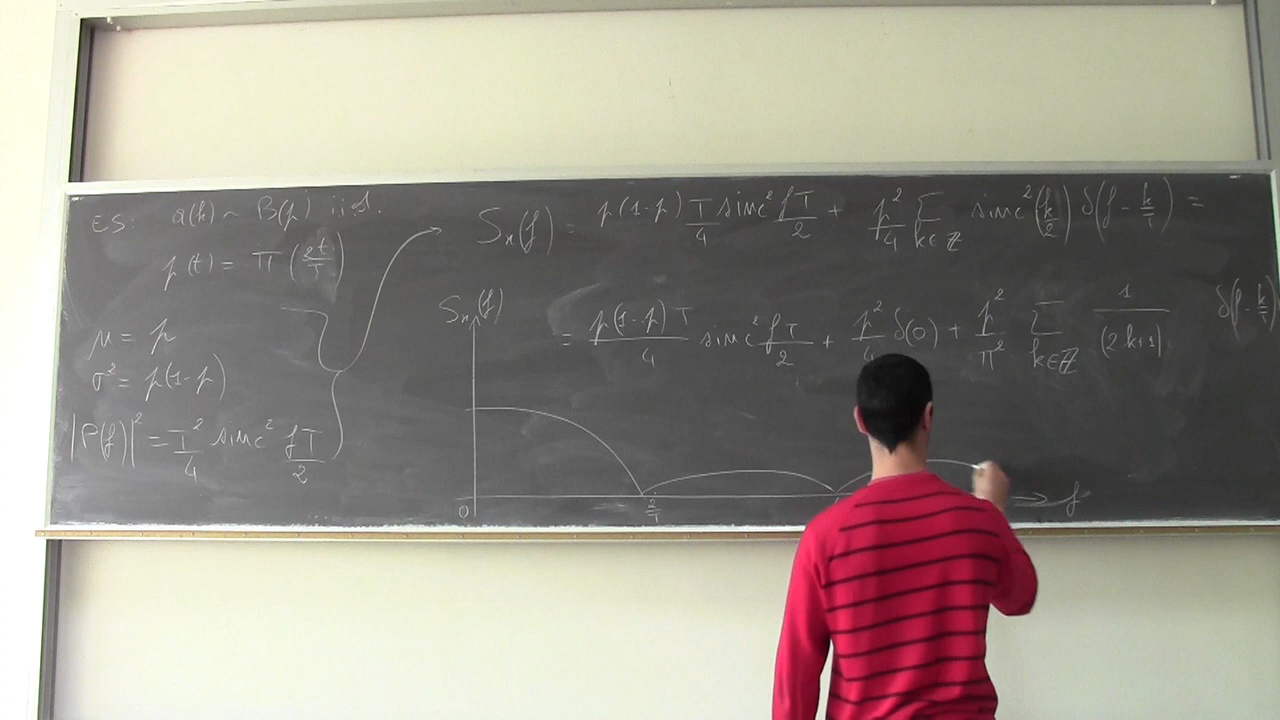 ES: a(k) ~ B(p) iid.
p(t) = Π(2t/T)
μ = p
σ² = p(1-p)
|P(f)|² = T²/4 sinc² fT/2
Sx(f) = p(1-p) T/4 sinc² fT/2 + p²/4 Σ k∈ℤ sinc²(k/2) δ(f - k/T) =
= p(1-p)T/4 sinc² fT/2 + p²/4 δ(0) + p²/π² Σ k∈ℤ 1/(2k+1) δ(f - k/T)
Sx(f)
0 2/T f